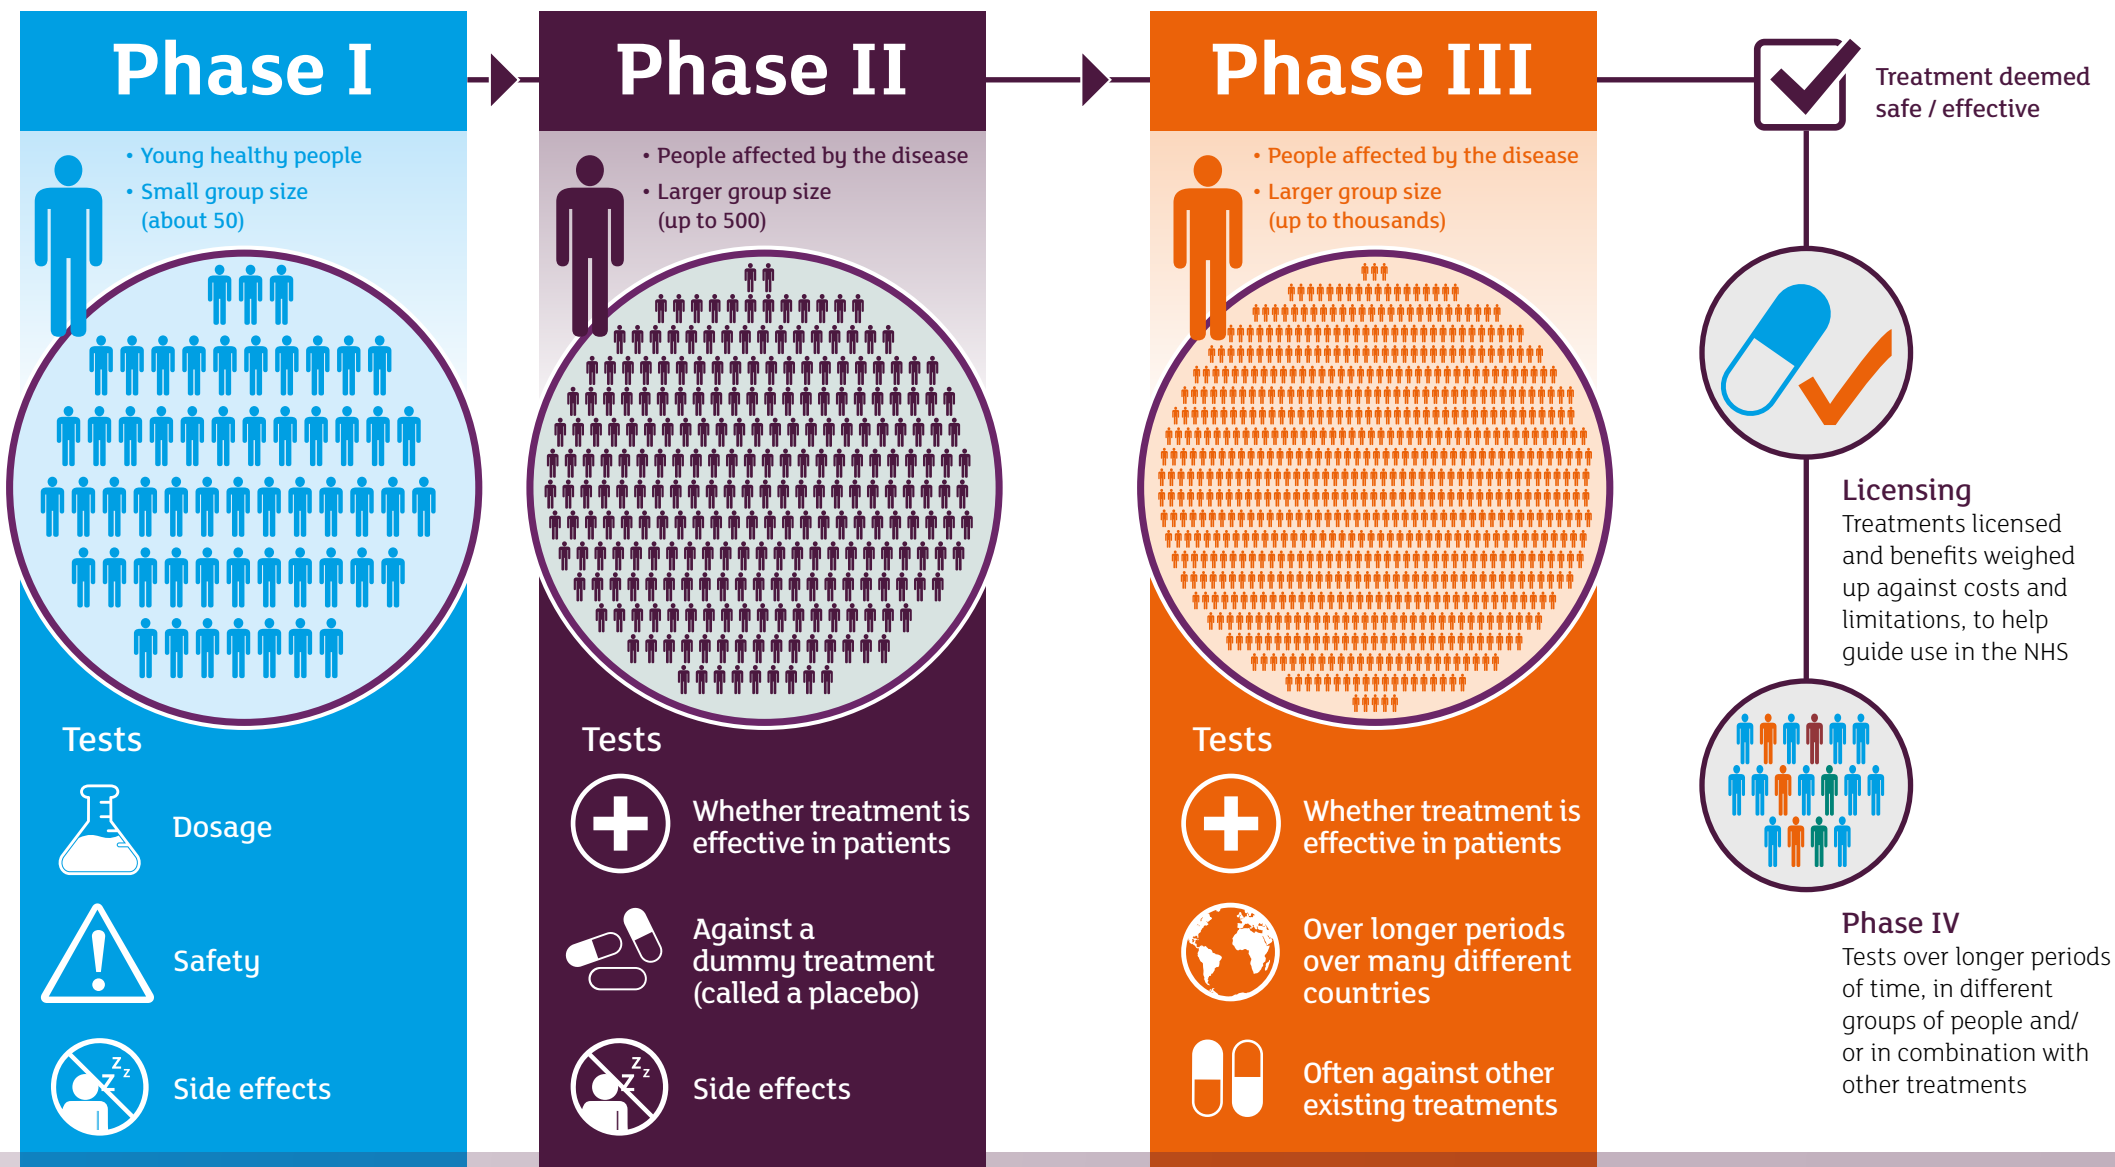 Phase I
• Young healthy people
• Small group size
(about 50)
Tests
Dosage
Safety
z
z
z
Side effects
Phase II
• People affected by the disease
• Larger group size
(up to 500)
Tests
Whether treatment is
effective in patients
Against a
dummy treatment
(called a placebo)
z
z
z
Side effects
Phase III
• People affected by the disease
• Larger group size
(up to thousands)
Tests
Whether treatment is
effective in patients
Over longer periods
over many different
countries
Often against other
existing treatments
Treatment deemed
safe / effective
Licensing
Treatments licensed
and benefits weighed
up against costs and
limitations, to help
guide use in the NHS
Phase IV
Tests over longer periods
of time, in different
groups of people and/
or in combination with
other treatments